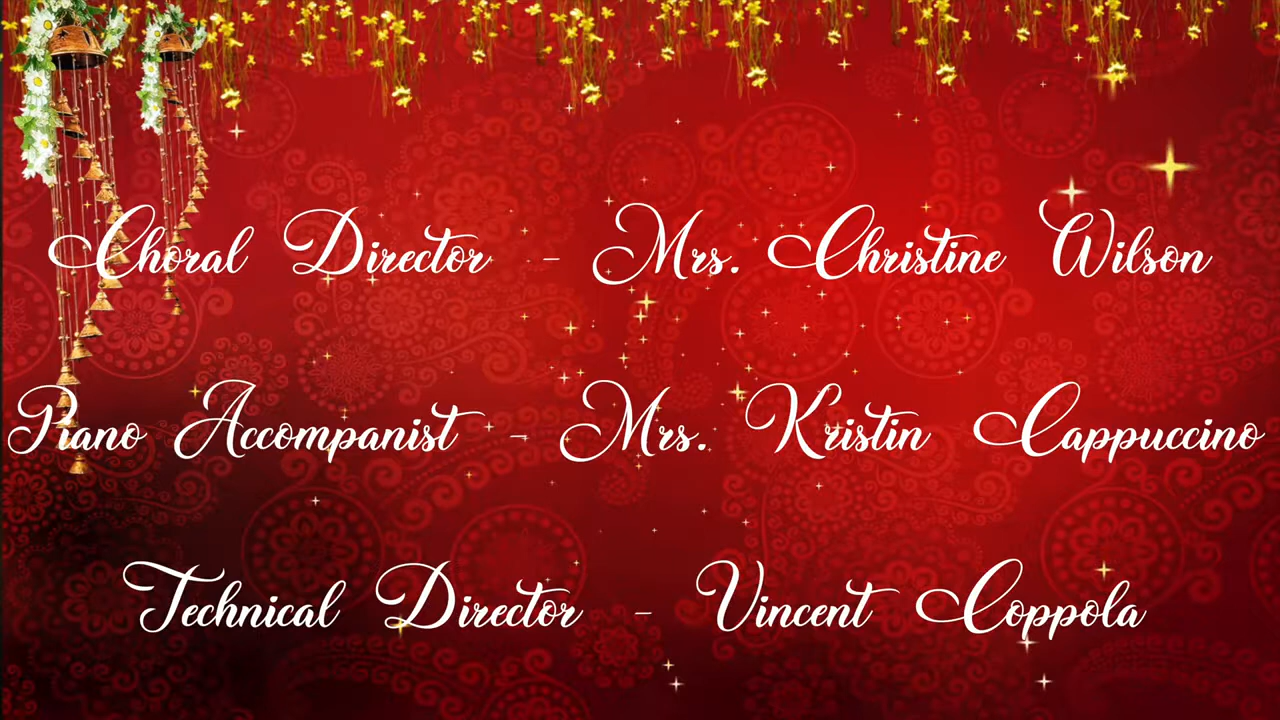 Choral Director - Mrs. Christine Wilson
Piano Accompanist - Mrs. Kristin Cappuccino
Technical Director - Vincent Coppola